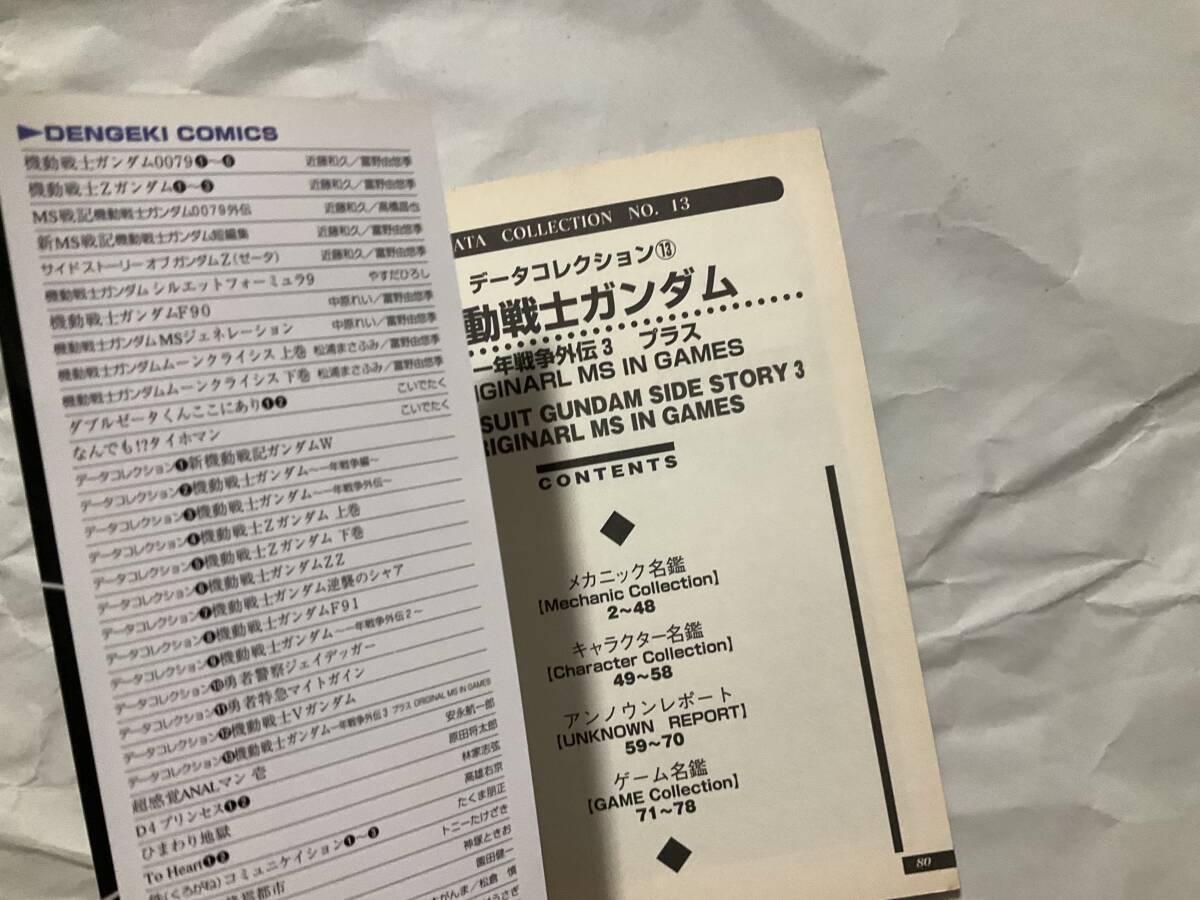 ▶DENGEKI COMICS
機動戦士ガンダム0079❶〜❻ 近藤和久／富野由悠季
機動戦士Zガンダム❶〜❸ 近藤和久／富野由悠季
MS戦記機動戦士ガンダム0079外伝 近藤和久／高橋昌也
新MS戦記機動戦士ガンダム短編集 近藤和久／富野由悠季
サイドストーリーオブガンダムZ(ゼータ) 近藤和久／富野由悠季
機動戦士ガンダム シルエットフォーミュラ9 やすだひろし
機動戦士ガンダムF90 中原れい／富野由悠季
機動戦士ガンダム MSジェネレーション 中原れい／富野由悠季
機動戦士ガンダムムーンクライシス 上巻 松浦まさふみ／富野由悠季
機動戦士ガンダムムーンクライシス 下巻 松浦まさふみ／富野由悠季
ダブルゼータくんここにあり❶❷ こいでたく
なんでも!?タイホマン こいでたく
データコレクション❶新機動戦記ガンダムW
データコレクション❷機動戦士ガンダム〜一年戦争編〜
データコレクション❸機動戦士ガンダム〜一年戦争外伝〜
データコレクション❹機動戦士Zガンダム 上巻
データコレクション❺機動戦士Zガンダム 下巻
データコレクション❻機動戦士ガンダムZZ
データコレクション❼機動戦士ガンダム逆襲のシャア
データコレクション❽機動戦士ガンダムF91
データコレクション❾機動戦士ガンダム〜一年戦争外伝2〜
データコレクション❿勇者警察ジェイデッカー
データコレクション⓫勇者特急マイトガイン
データコレクション⓬機動戦士Vガンダム
データコレクション⓭機動戦士ガンダム一年戦争外伝3 プラス ORIGINAL MS IN GAMES
超感覚ANALマン 壱 安永航一郎
D4プリンセス❶❷ 原田将太郎
ひまわり地獄 林家志弦
To Heart❶❷ 高雄右京
(くろがね)コミュニケイション❶〜❸ たくま朋正
トニーたけざき
都市 神塚ときお
園田健一
がんま／松倉 慎
うさぎ
ATA COLLECTION NO. 13
データコレクション⑬
動戦士ガンダム
一年戦争外伝3 プラス
IGINARL MS IN GAMES
SUIT GUNDAM SIDE STORY 3
RIGINARL MS IN GAMES
CONTENTS
メカニック名鑑
[Mechanic Collection]
2〜48
キャラクター名鑑
[Character Collection]
49〜58
アンノウンレポート
[UNKNOWN REPORT]
59〜70
ゲーム名鑑
[GAME Collection]
71〜78
80